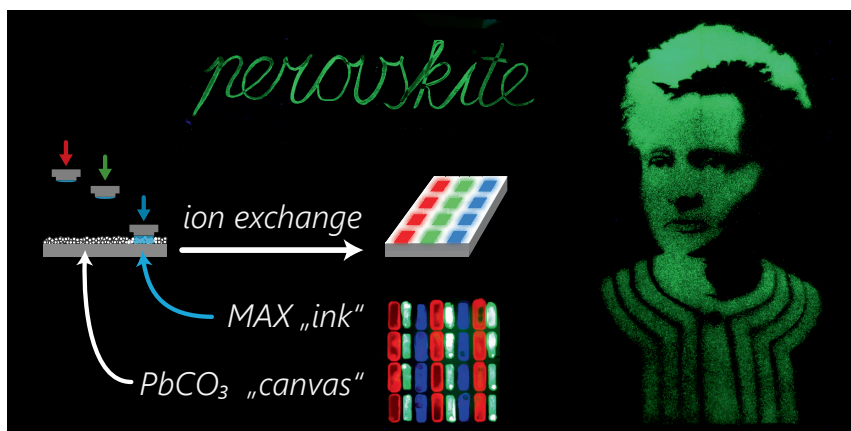 perovskite
ion exchange
MAX „ink“
PbCO₃ „canvas“